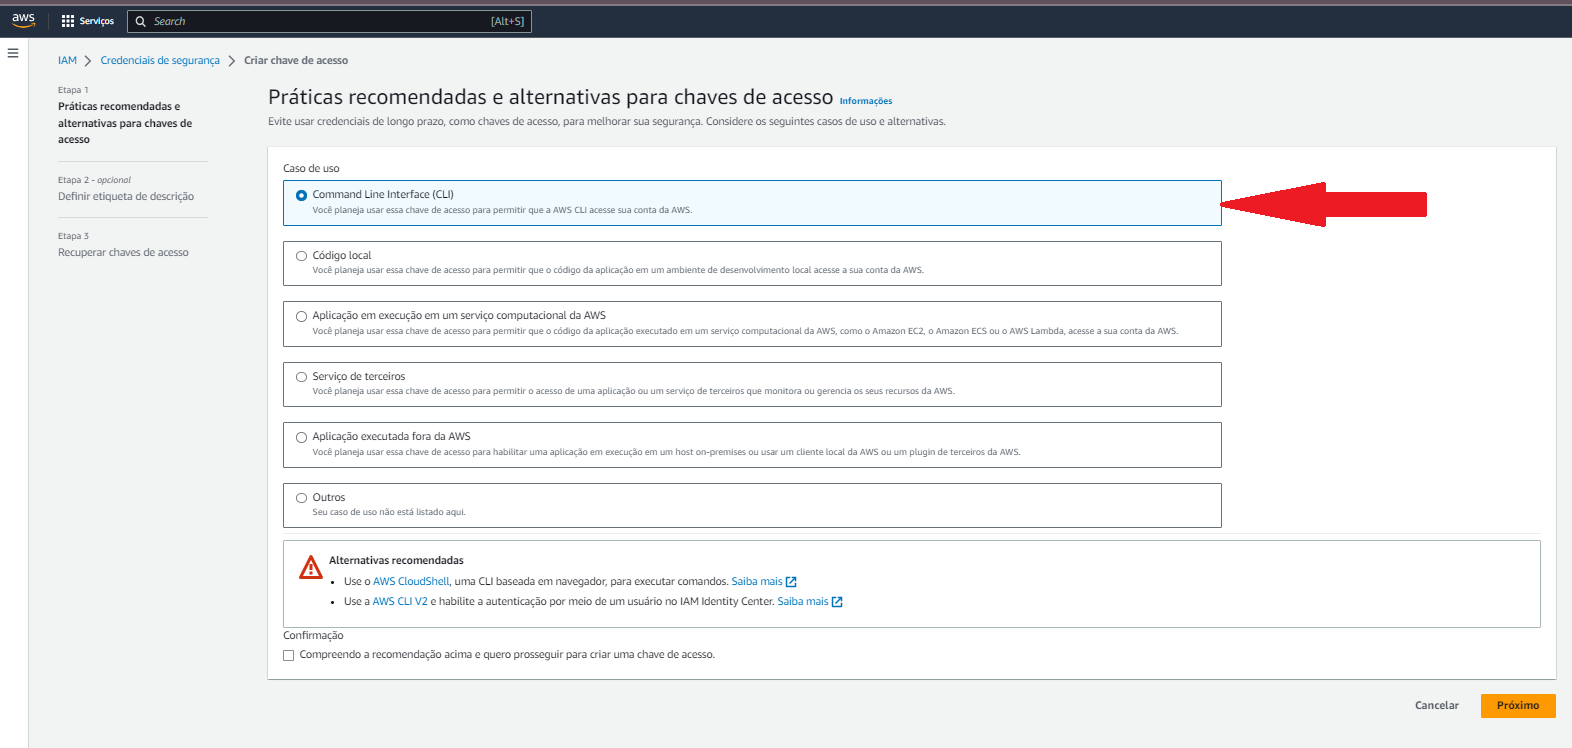 aws
Serviços
Search
[Alt+S]
IAM
Credenciais de segurança
Criar chave de acesso
Etapa 1
Práticas recomendadas e
alternativas para chaves de
acesso
Etapa 2 - opcional
Definir etiqueta de descrição
Etapa 3
Recuperar chaves de acesso
Práticas recomendadas e alternativas para chaves de acesso Informações
Evite usar credenciais de longo prazo, como chaves de acesso, para melhorar sua segurança. Considere os seguintes casos de uso e alternativas.
Caso de uso
Command Line Interface (CLI)
Você planeja usar essa chave de acesso para permitir que a AWS CLI acesse sua conta da AWS.
Código local
Você planeja usar essa chave de acesso para permitir que o código da aplicação em um ambiente de desenvolvimento local acesse a sua conta da AWS.
Aplicação em execução em um serviço computacional da AWS
Você planeja usar essa chave de acesso para permitir que o código da aplicação executado em um serviço computacional da AWS, como o Amazon EC2, o Amazon ECS ou o AWS Lambda, acesse a sua conta da AWS.
Serviço de terceiros
Você planeja usar essa chave de acesso para permitir o acesso de uma aplicação ou um serviço de terceiros que monitora ou gerencia os seus recursos da AWS.
Aplicação executada fora da AWS
Você planeja usar essa chave de acesso para habilitar uma aplicação em execução em um host on-premises ou usar um cliente local da AWS ou um plugin de terceiros da AWS.
Outros
Seu caso de uso não está listado aqui.
Alternativas recomendadas
Use o AWS CloudShell, uma CLI baseada em navegador, para executar comandos. Saiba mais
Use a AWS CLI V2 e habilite a autenticação por meio de um usuário no IAM Identity Center. Saiba mais
Confirmação
Compreendo a recomendação acima e quero prosseguir para criar uma chave de acesso.
Cancelar
Próximo